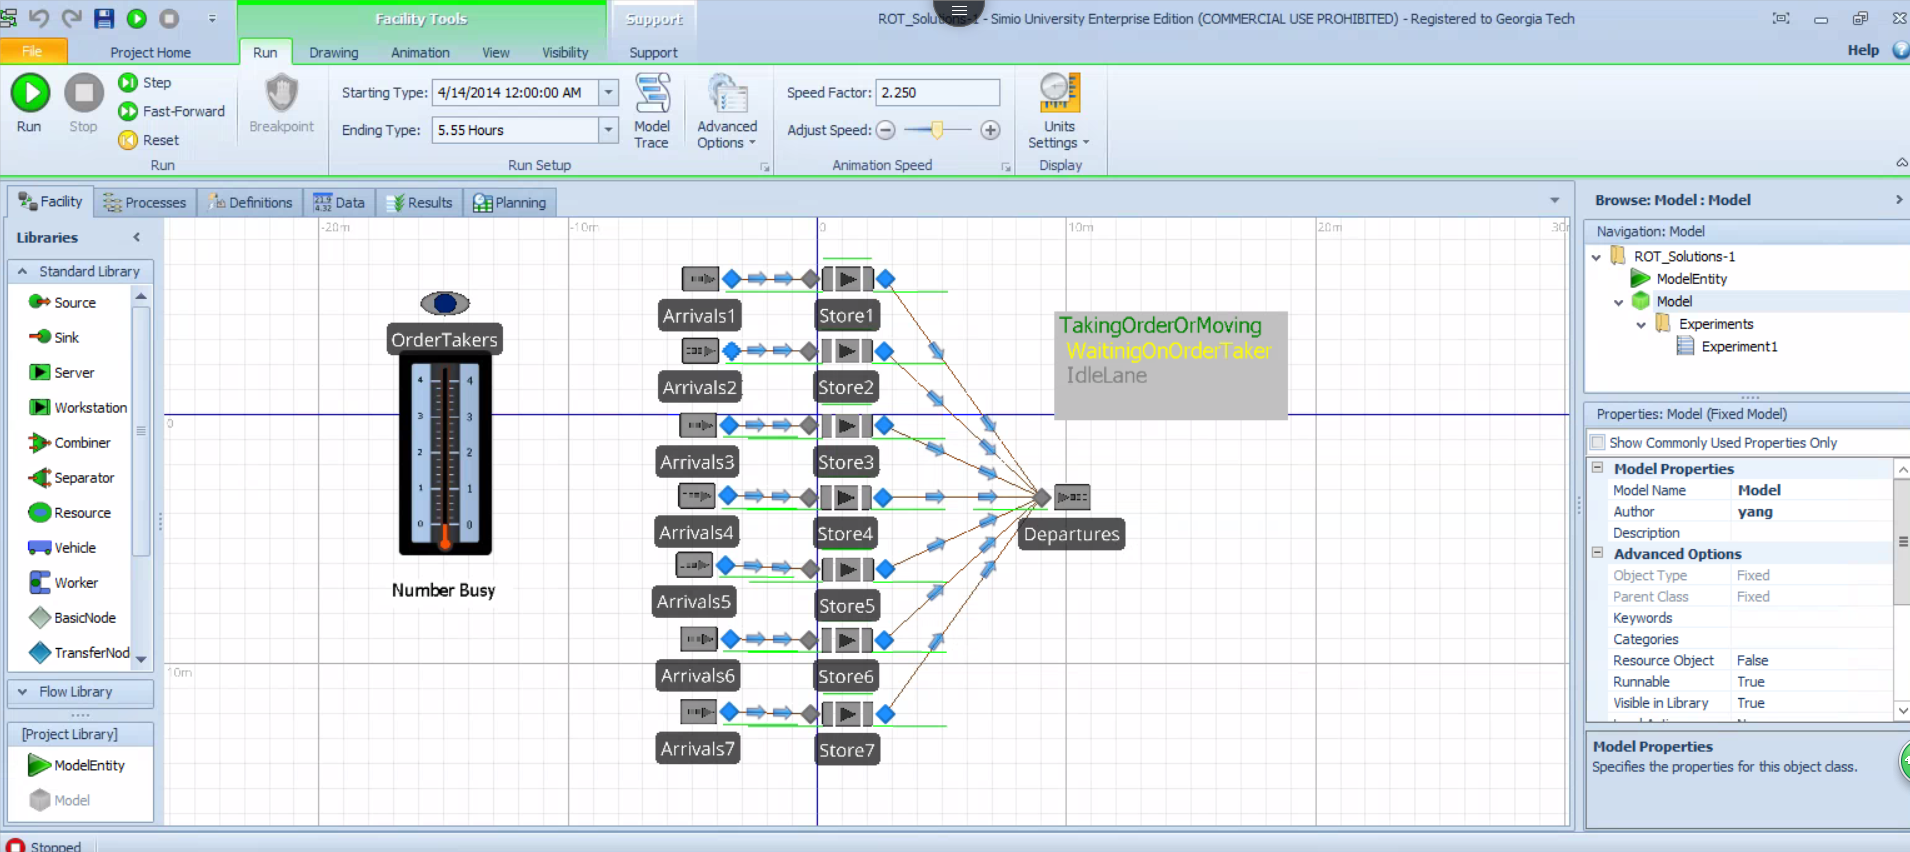 Facility Tools
Support
ROT_Solutions-1 - Simio University Enterprise Edition (COMMERCIAL USE PROHIBITED) - Registered to Georgia Tech
File
Project Home
Run
Drawing
Animation
View
Visibility
Support
Help
Run
Stop
Step
Fast-Forward
Reset
Run
Breakpoint
Starting Type: 4/14/2014 12:00:00 AM
Ending Type: 5.55 Hours
Run Setup
Model
Trace
Advanced
Options
Speed Factor: 2.250
Adjust Speed:
Animation Speed
Units
Settings
Display
Facility
Processes
Definitions
Data
Results
Planning
Libraries
Standard Library
Source
Sink
Server
Workstation
Combiner
Separator
Resource
Vehicle
Worker
BasicNode
TransferNod
Flow Library
[Project Library]
ModelEntity
Model
-20m
-10m
0
10m
20m
0
10m
OrderTakers
4 4
3 3
2 2
1 1
0 0
Number Busy
Arrivals1 Store1
Arrivals2 Store2
Arrivals3 Store3
Arrivals4 Store4
Arrivals5 Store5
Arrivals6 Store6
Arrivals7 Store7
Departures
TakingOrderOrMoving
WaitinigOnOrderTaker
IdleLane
Browse: Model : Model
Navigation: Model
ROT_Solutions-1
ModelEntity
Model
Experiments
Experiment1
Properties: Model (Fixed Model)
Show Commonly Used Properties Only
Model Properties
Model Name Model
Author yang
Description
Advanced Options
Object Type Fixed
Parent Class Fixed
Keywords
Categories
Resource Object False
Runnable True
Visible in Library True
Model Properties
Specifies the properties for this object class.
Stopped